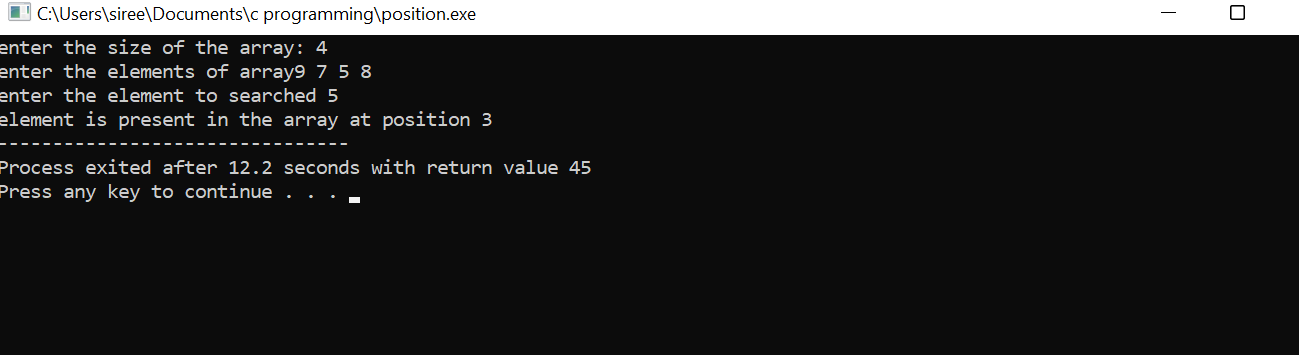 C:\Users\siree\Documents\c programming\position.exe
enter the size of the array: 4
enter the elements of array9 7 5 8
enter the element to searched 5
element is present in the array at position 3
--------------------------------
Process exited after 12.2 seconds with return value 45
Press any key to continue . . .